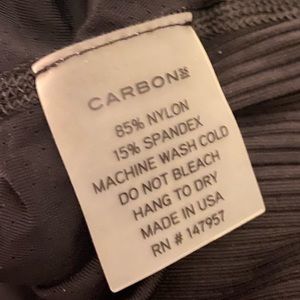 CARBON38
85% NYLON
15% SPANDEX
MACHINE WASH COLD
DO NOT BLEACH
HANG TO DRY
MADE IN USA
RN # 147957